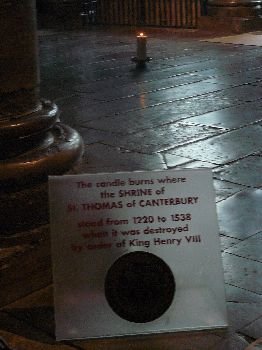 The candle burns where
the SHRINE of
St. THOMAS of CANTERBURY
stood from 1220 to 1538
when it was destroyed
by order of King Henry VIII